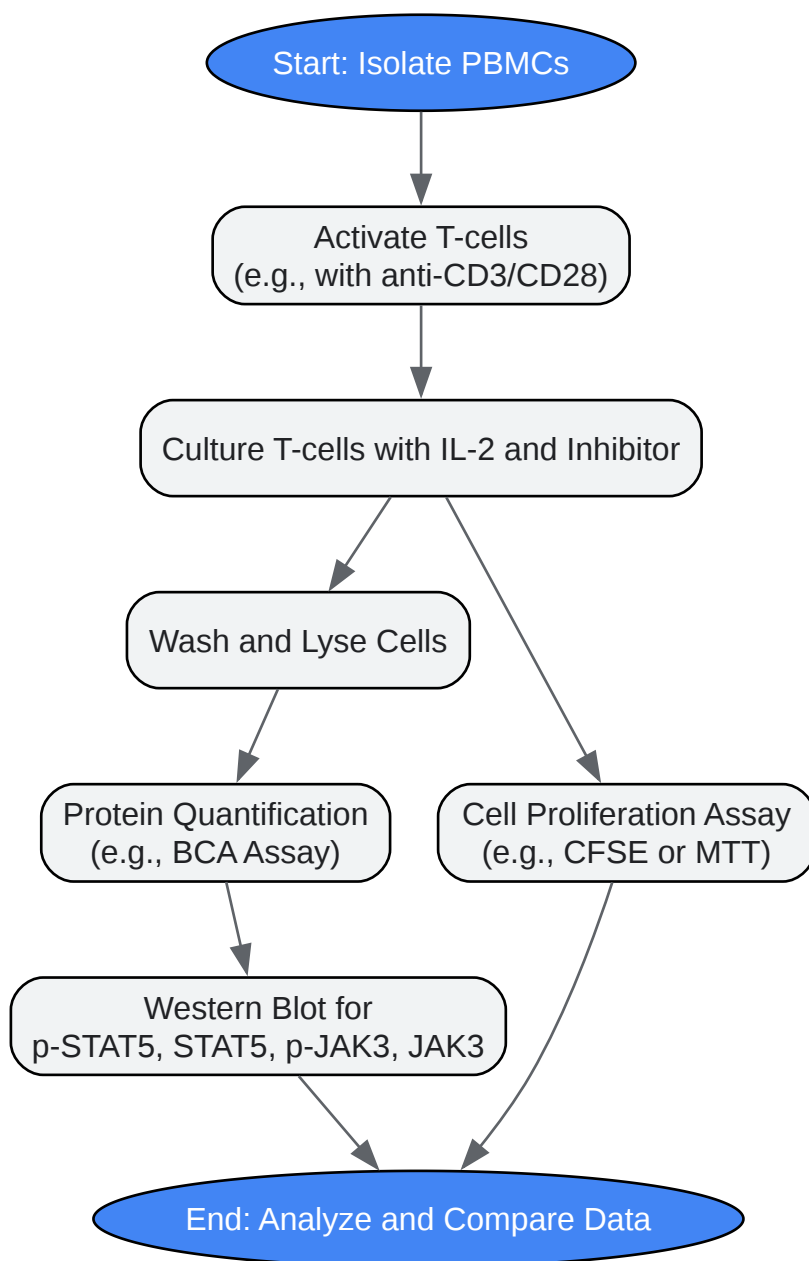 Start: Isolate PBMCs
Activate T-cells
(e.g., with anti-CD3/CD28)
Culture T-cells with IL-2 and Inhibitor
Wash and Lyse Cells
Protein Quantification
(e.g., BCA Assay)
Cell Proliferation Assay
(e.g., CFSE or MTT)
Western Blot for
p-STAT5, STAT5, p-JAK3, JAK3
End: Analyze and Compare Data